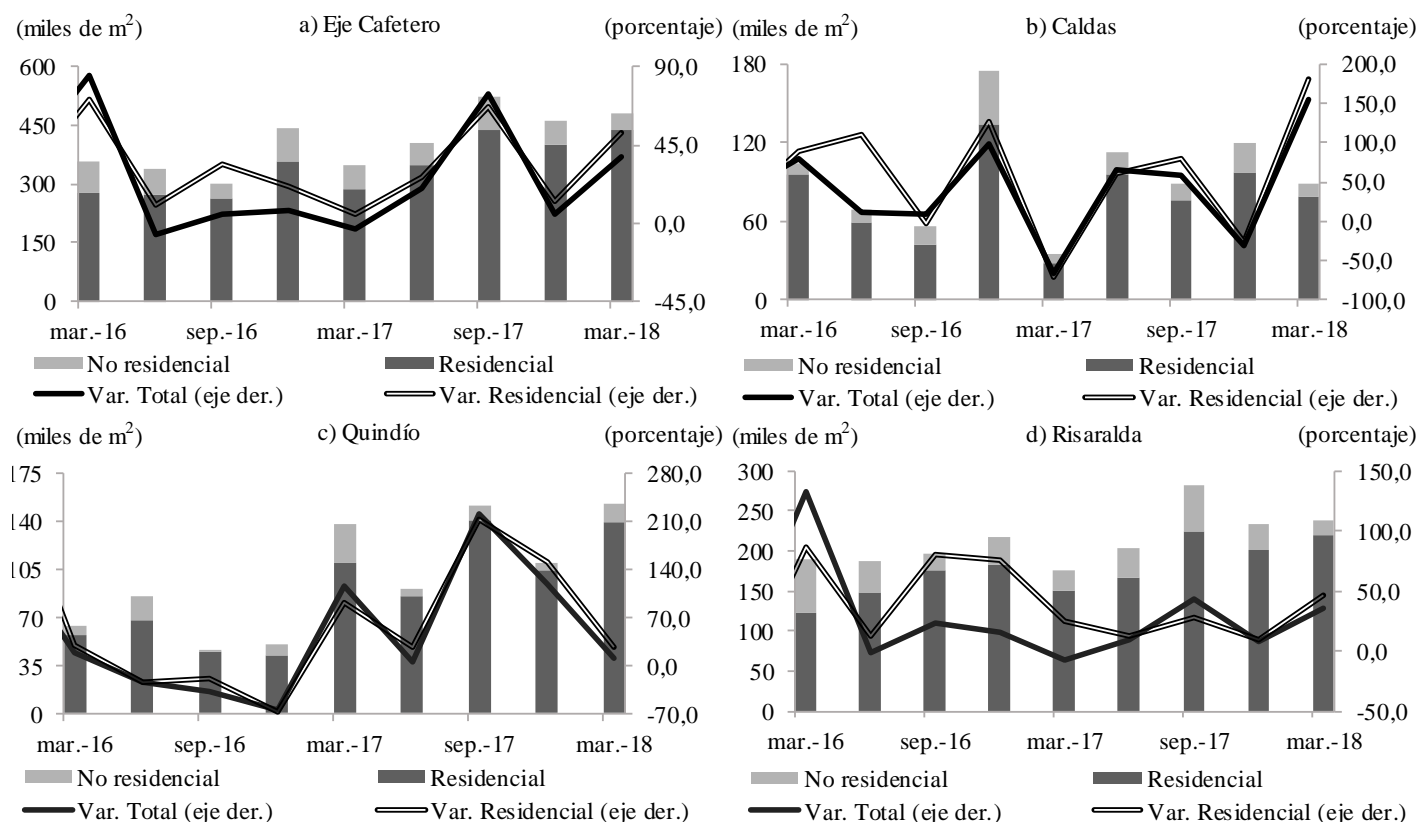 (miles de m²) a) Eje Cafetero (porcentaje)
600 90,0
450 45,0
300 0,0
150 -45,0
0
mar.-16 sep.-16 mar.-17 sep.-17 mar.-18
No residencial Residencial
Var. Total (eje der.) Var. Residencial (eje der.)
(miles de m²) b) Caldas (porcentaje)
180 200,0
150,0
120 100,0
50,0
60 0,0
-50,0
0 -100,0
mar.-16 sep.-16 mar.-17 sep.-17 mar.-18
No residencial Residencial
Var. Total (eje der.) Var. Residencial (eje der.)
(miles de m²) c) Quindío (porcentaje)
175 280,0
140 210,0
105 140,0
70 70,0
35 0,0
0 -70,0
mar.-16 sep.-16 mar.-17 sep.-17 mar.-18
No residencial Residencial
Var. Total (eje der.) Var. Residencial (eje der.)
(miles de m²) d) Risaralda (porcentaje)
300 150,0
250 100,0
200 50,0
150 0,0
100 -50,0
50
0
mar.-16 sep.-16 mar.-17 sep.-17 mar.-18
No residencial Residencial
Var. Total (eje der.) Var. Residencial (eje der.)